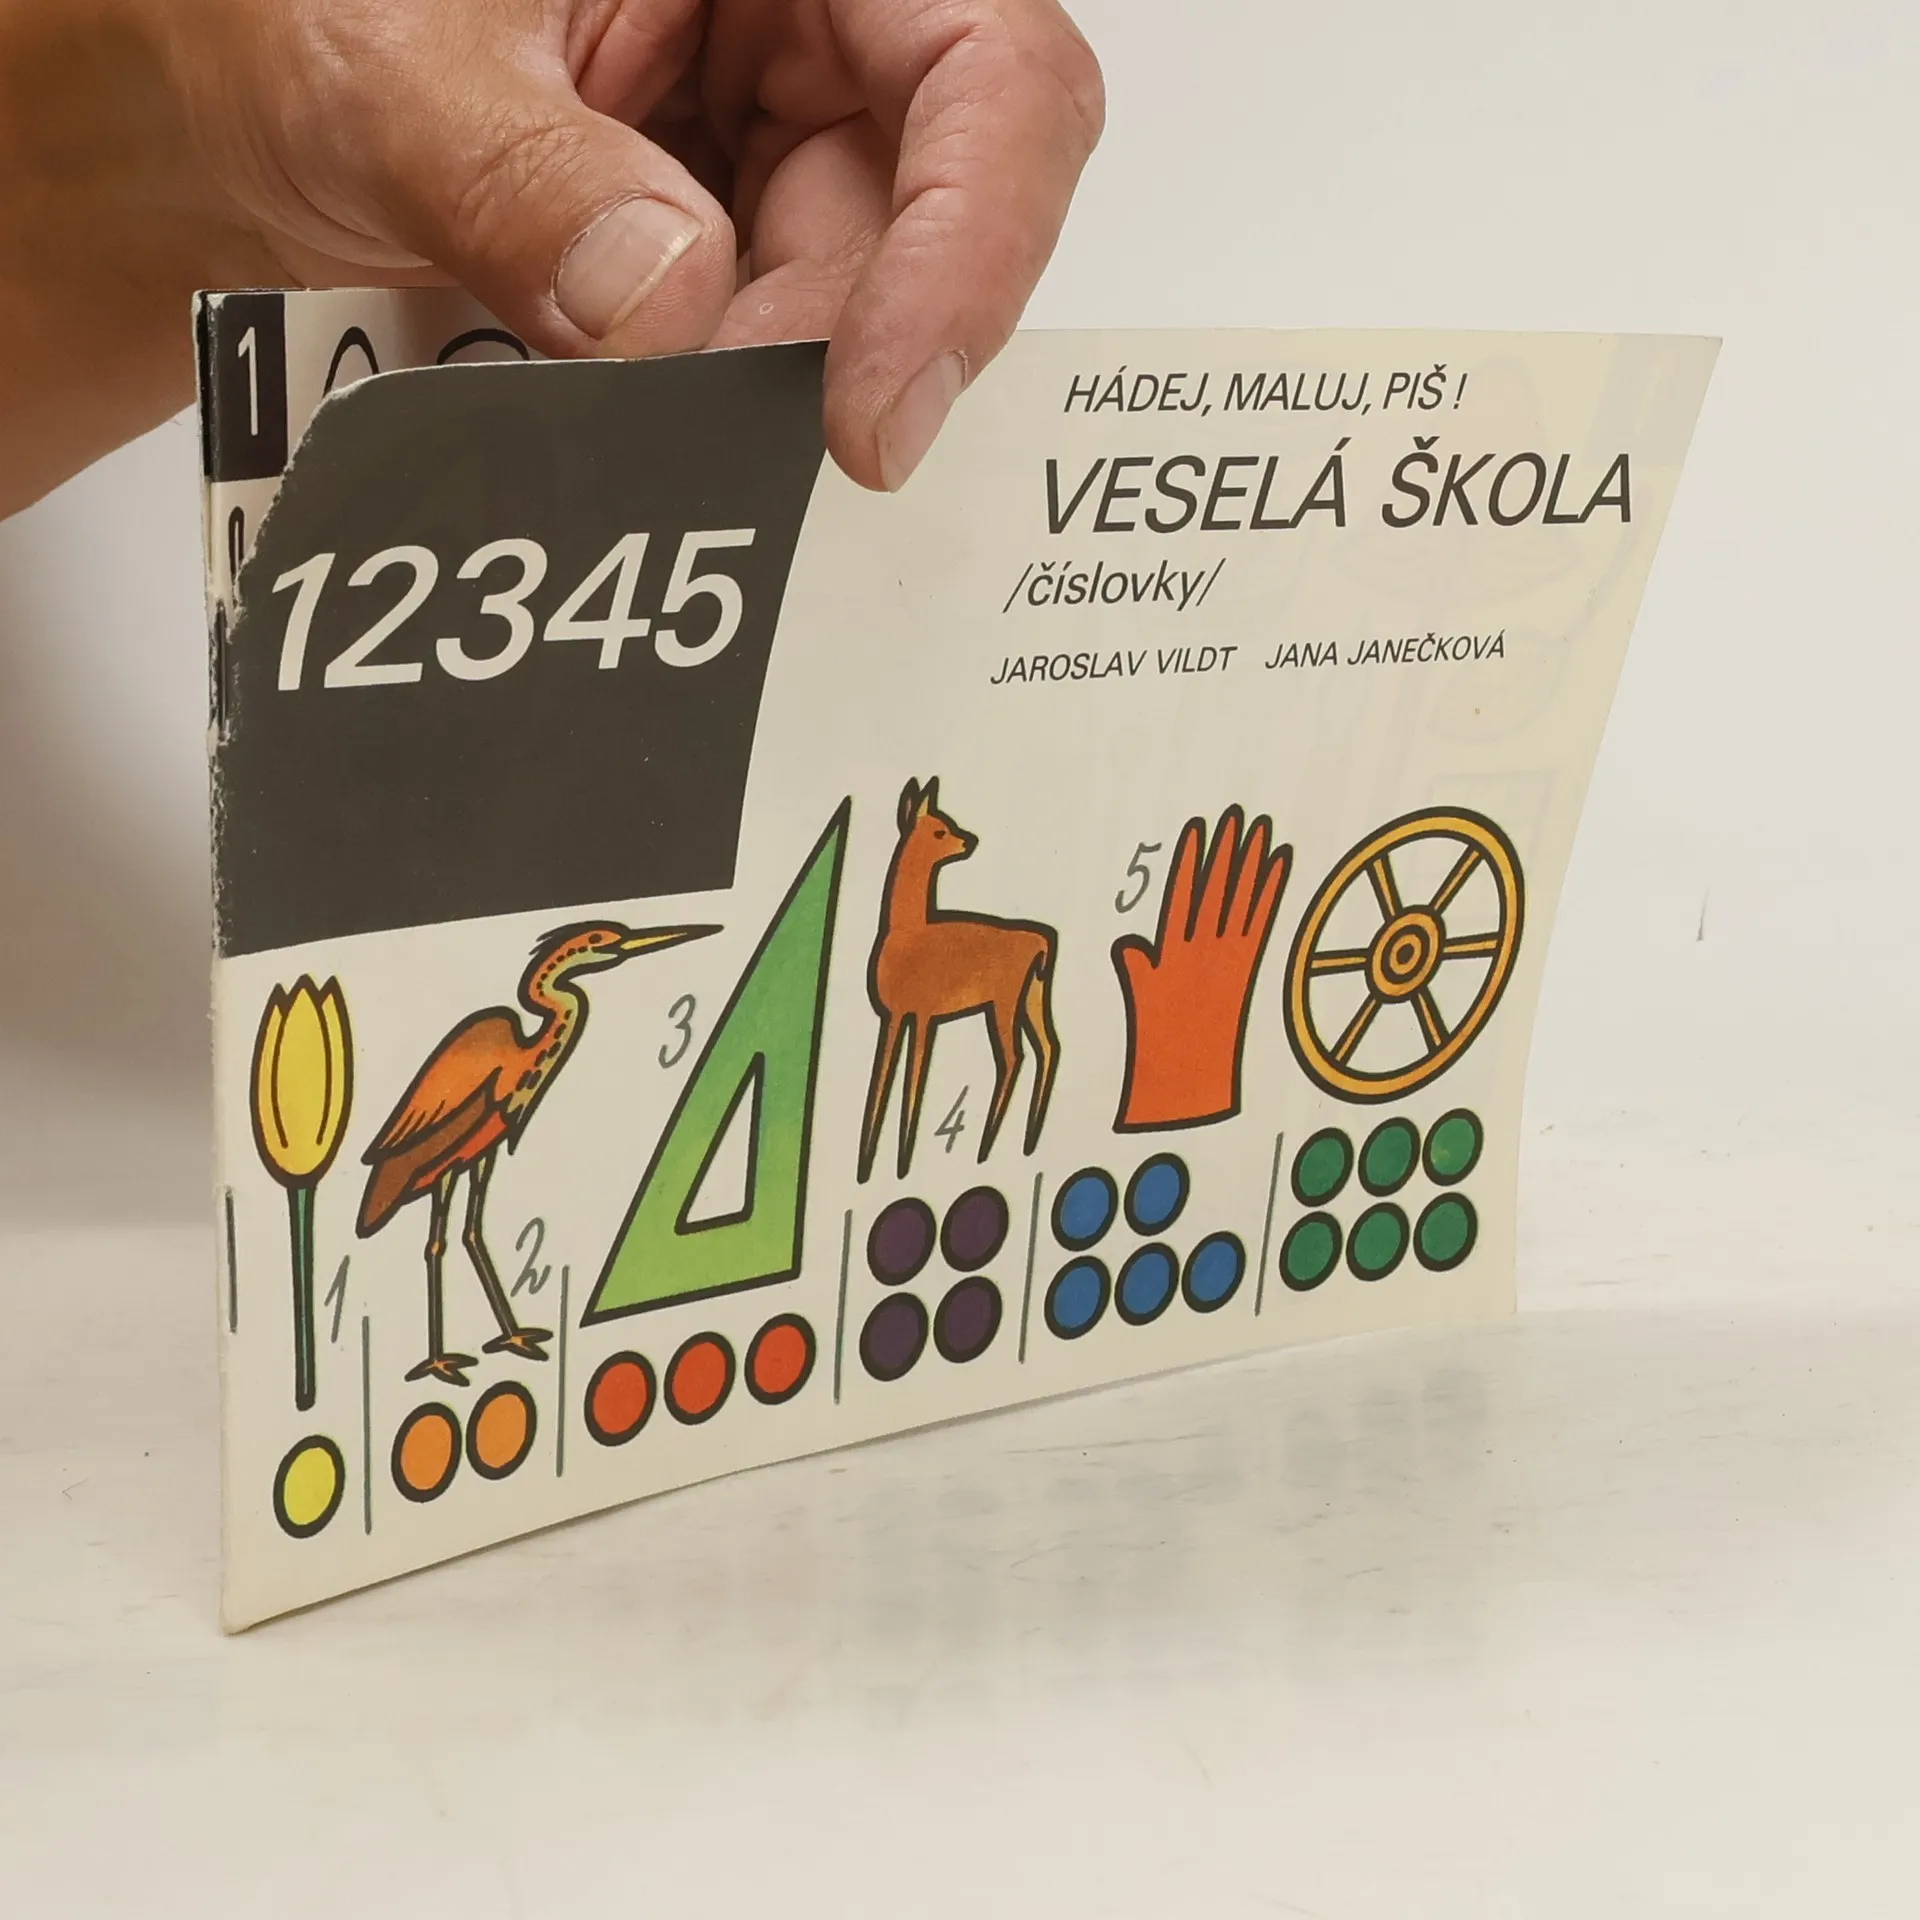 1
HÁDEJ, MALUJ, PIŠ!
VESELÁ ŠKOLA
/číslovky/
JAROSLAV VILDT JANA JANEČKOVÁ
12345
1
2
3
4
5